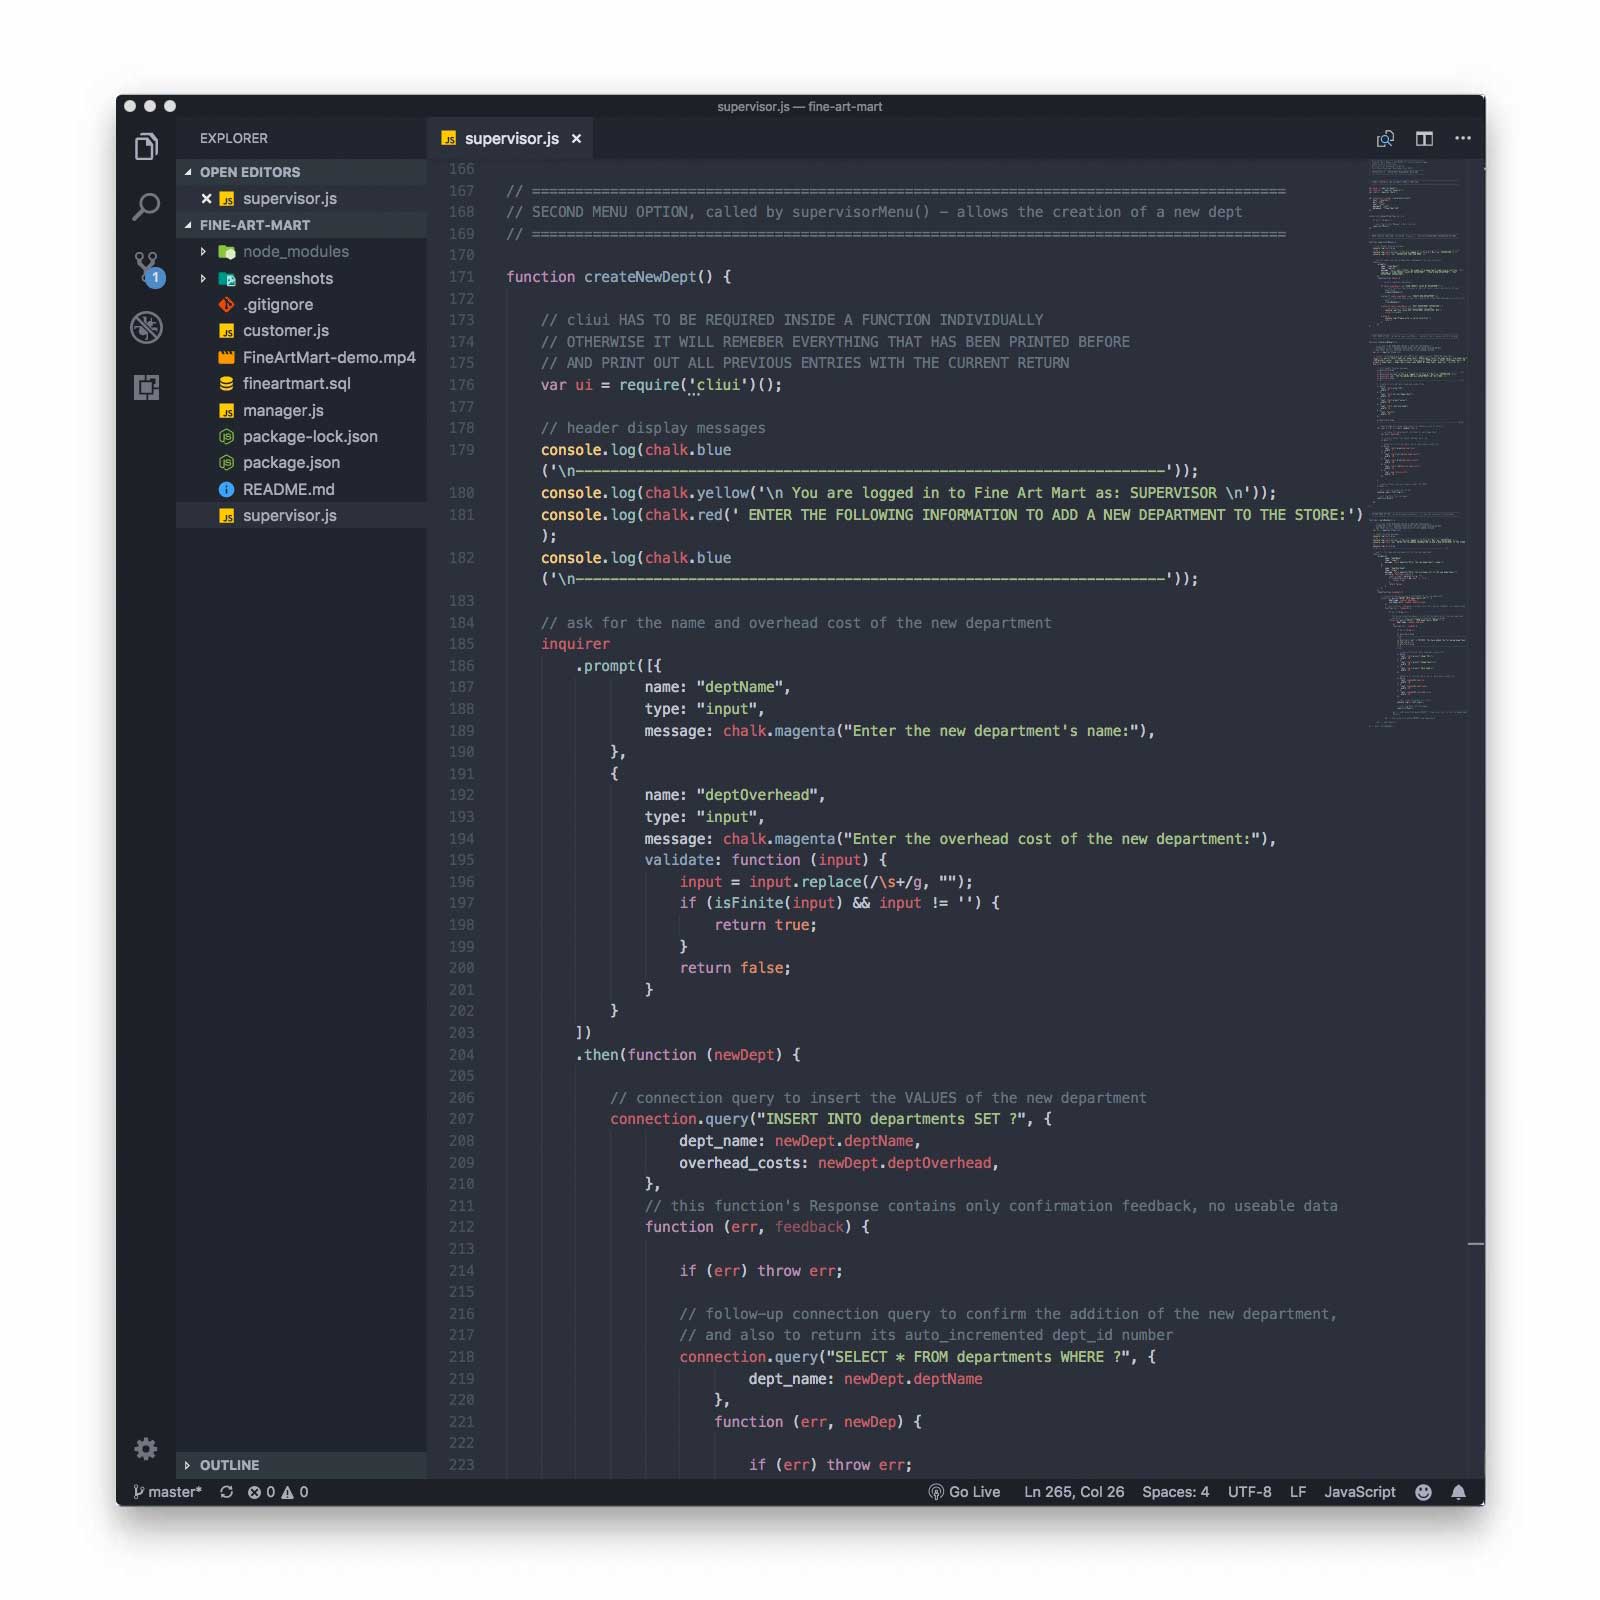 supervisor.js — fine-art-mart
EXPLORER
OPEN EDITORS
supervisor.js
FINE-ART-MART
node_modules
screenshots
.gitignore
customer.js
FineArtMart-demo.mp4
fineartmart.sql
manager.js
package-lock.json
package.json
README.md
supervisor.js
OUTLINE
1
supervisor.js
166
167 // =======================================================================================
168 // SECOND MENU OPTION, called by supervisorMenu() - allows the creation of a new dept
169 // =======================================================================================
170
171 function createNewDept() {
172
173 // cliui HAS TO BE REQUIRED INSIDE A FUNCTION INDIVIDUALLY
174 // OTHERWISE IT WILL REMEBER EVERYTHING THAT HAS BEEN PRINTED BEFORE
175 // AND PRINT OUT ALL PREVIOUS ENTRIES WITH THE CURRENT RETURN
176 var ui = require('cliui')();
177
178 // header display messages
179 console.log(chalk.blue
('\n--------------------------------------------------------------------'));
180 console.log(chalk.yellow('\n You are logged in to Fine Art Mart as: SUPERVISOR \n'));
181 console.log(chalk.red(' ENTER THE FOLLOWING INFORMATION TO ADD A NEW DEPARTMENT TO THE STORE:')
);
182 console.log(chalk.blue
('\n--------------------------------------------------------------------'));
183
184 // ask for the name and overhead cost of the new department
185 inquirer
186 .prompt([{
187 name: "deptName",
188 type: "input",
189 message: chalk.magenta("Enter the new department's name:"),
190 },
191 {
192 name: "deptOverhead",
193 type: "input",
194 message: chalk.magenta("Enter the overhead cost of the new department:"),
195 validate: function (input) {
196 input = input.replace(/\s+/g, "");
197 if (isFinite(input) && input != '') {
198 return true;
199 }
200 return false;
201 }
202 }
203 ])
204 .then(function (newDept) {
205
206 // connection query to insert the VALUES of the new department
207 connection.query("INSERT INTO departments SET ?", {
208 dept_name: newDept.deptName,
209 overhead_costs: newDept.deptOverhead,
210 },
211 // this function's Response contains only confirmation feedback, no useable data
212 function (err, feedback) {
213
214 if (err) throw err;
215
216 // follow-up connection query to confirm the addition of the new department,
217 // and also to return its auto_incremented dept_id number
218 connection.query("SELECT * FROM departments WHERE ?", {
219 dept_name: newDept.deptName
220 },
221 function (err, newDep) {
222
223 if (err) throw err;
master* 0 0 Go Live Ln 265, Col 26 Spaces: 4 UTF-8 LF JavaScript